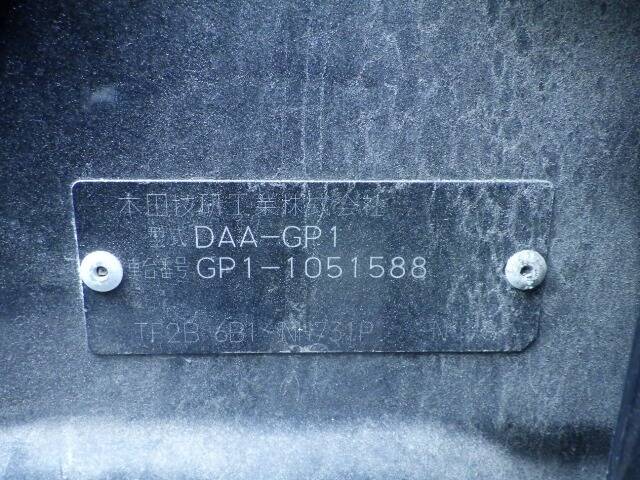 本田技研工業株式会社
型式 DAA-GP1
車台番号 GP1-1051588
TF2B 6B1